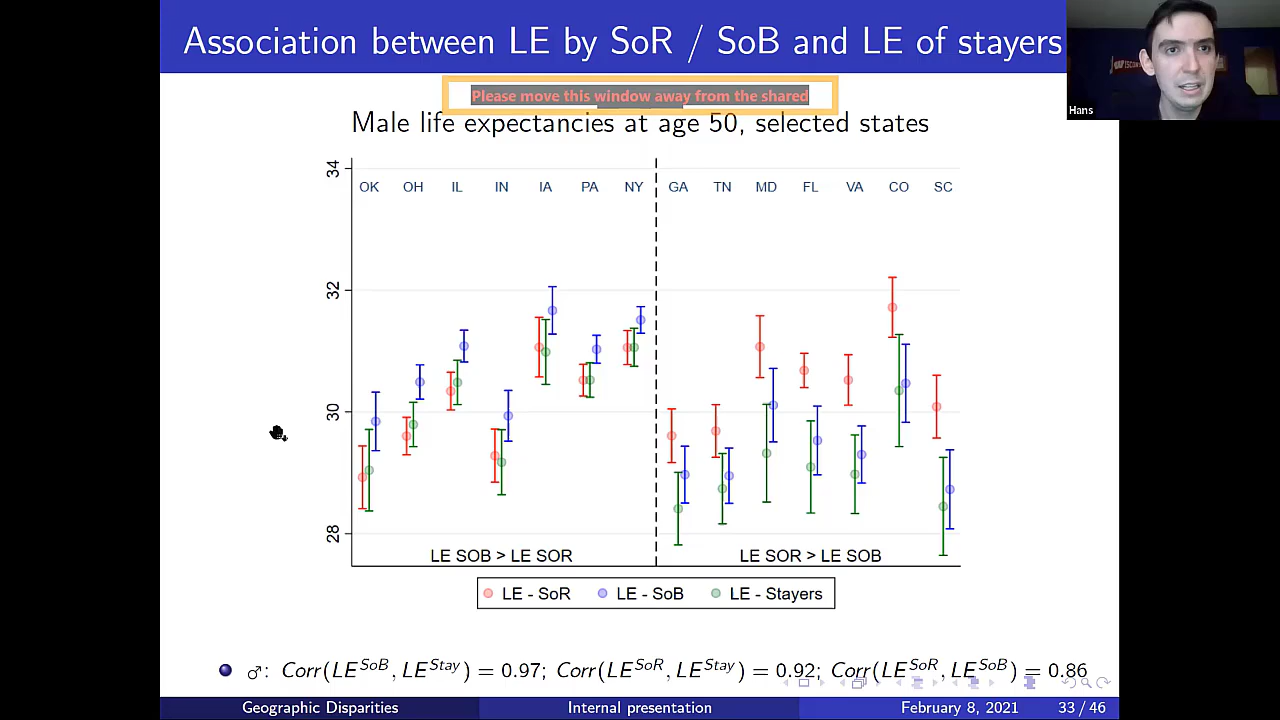 Association between LE by SoR / SoB and LE of stayers
Please move this window away from the shared
Hans
Male life expectancies at age 50, selected states
34
OK OH IL IN IA PA NY GA TN MD FL VA CO SC
32
30
28
LE SOB > LE SOR LE SOR > LE SOB
LE - SoR LE - SoB LE - Stayers
♂: Corr(LE^SoB, LE^Stay) = 0.97; Corr(LE^SoR, LE^Stay) = 0.92; Corr(LE^SoR, LE^SoB) = 0.86
Geographic Disparities Internal presentation February 8, 2021 33 / 46